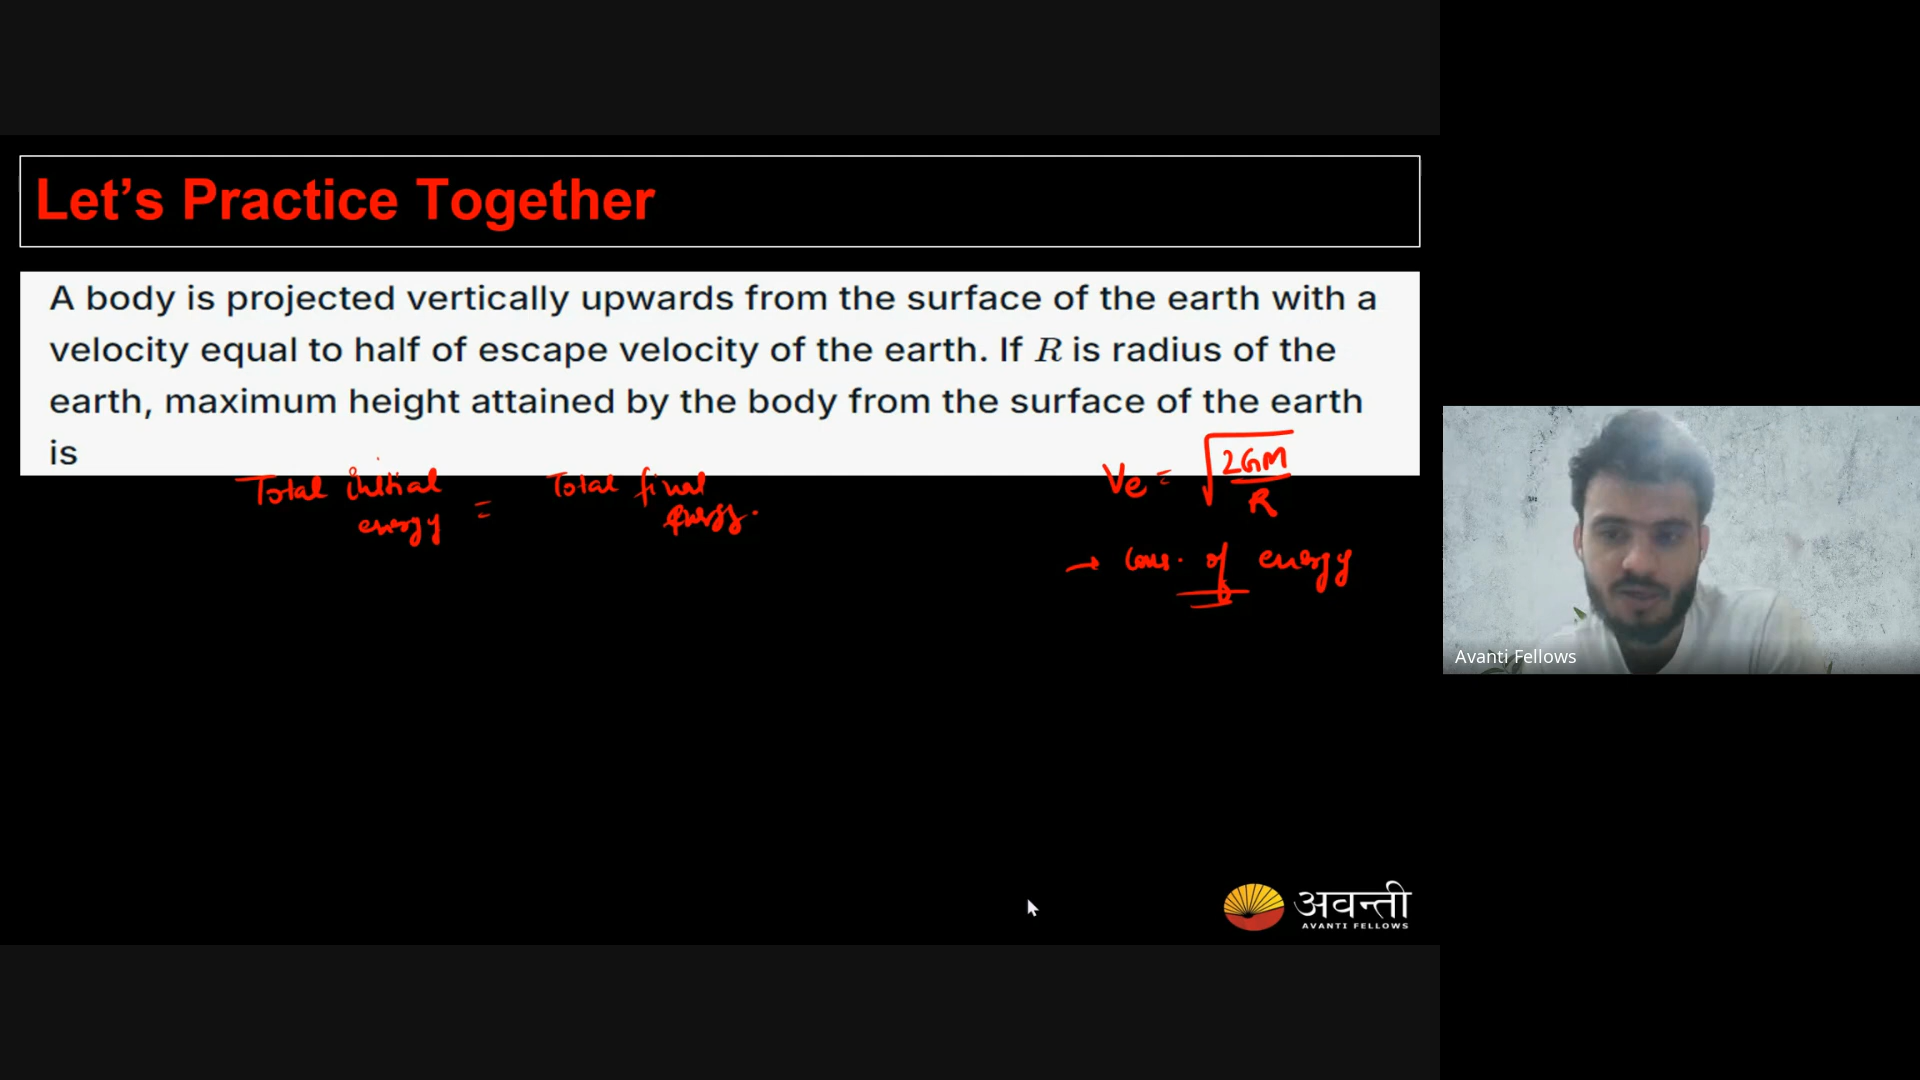 Let's Practice Together
A body is projected vertically upwards from the surface of the earth with a
velocity equal to half of escape velocity of the earth. If R is radius of the
earth, maximum height attained by the body from the surface of the earth
is
Total initial energy = Total final energy.
Ve = √(2GM/R)
→ Cons. of energy
Avanti Fellows
अवन्ती
AVANTI FELLOWS